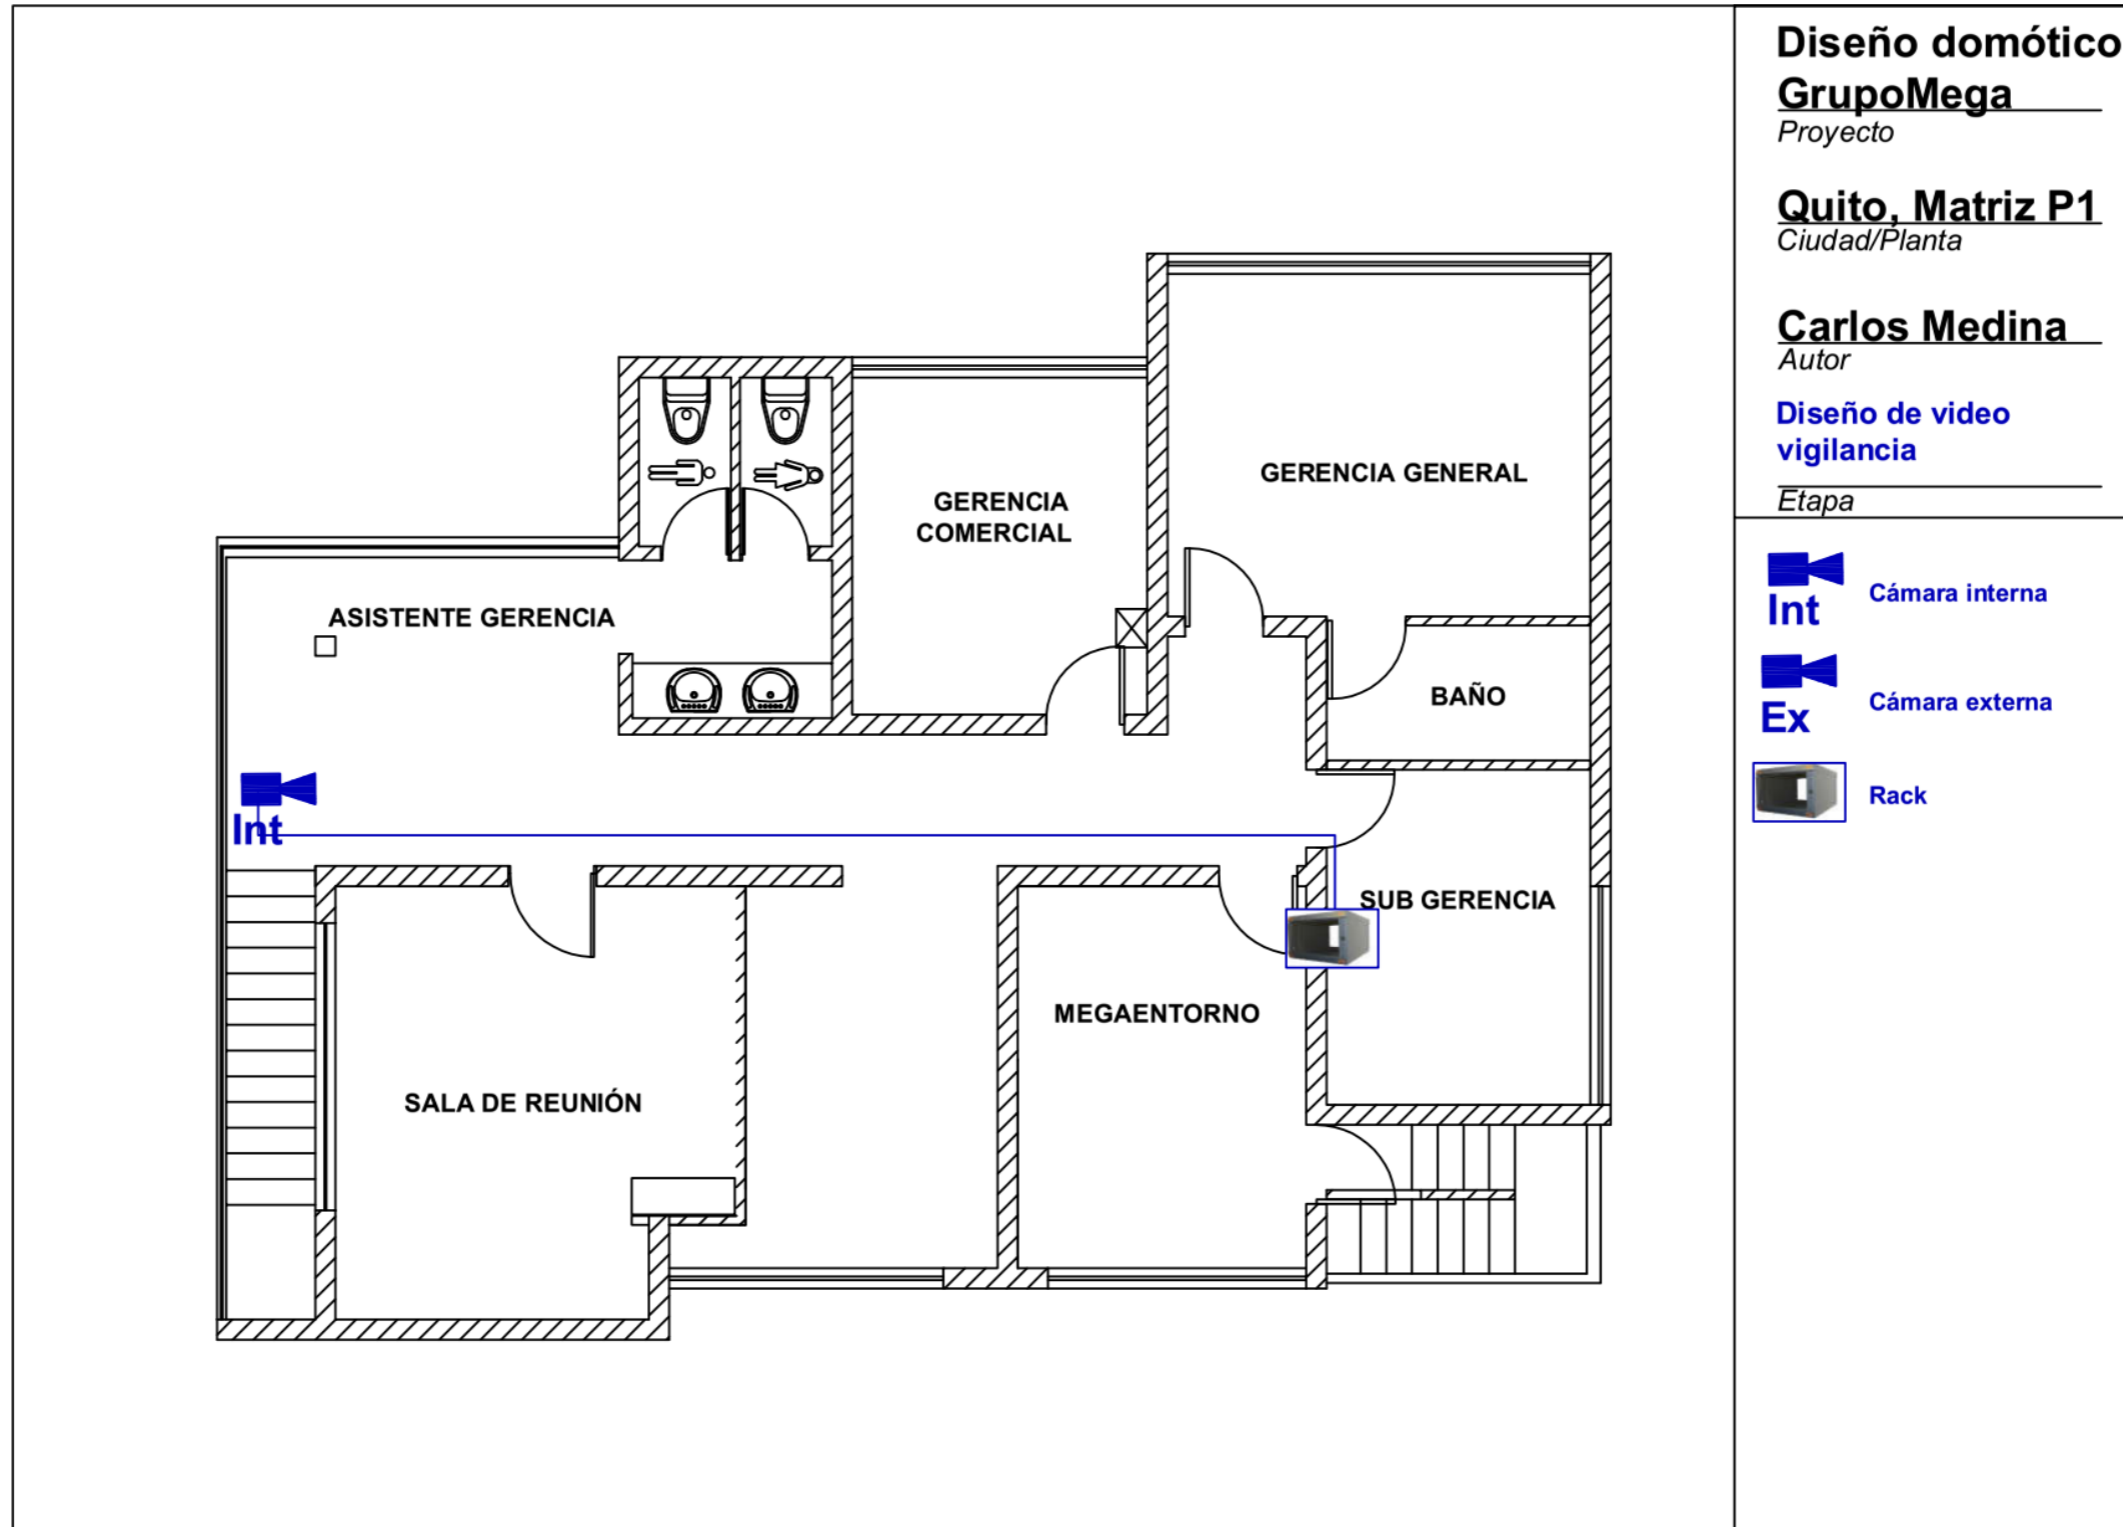 Diseño domótico
GrupoMega
Proyecto
Quito, Matriz P1
Ciudad/Planta
Carlos Medina
Autor
Diseño de video
vigilancia
Etapa
Int
Cámara interna
Ex
Cámara externa
Rack
GERENCIA GENERAL
GERENCIA
COMERCIAL
ASISTENTE GERENCIA
BAÑO
Int
SUB GERENCIA
MEGAENTORNO
SALA DE REUNIÓN